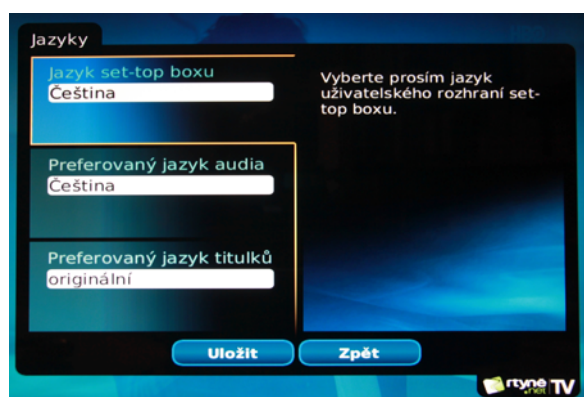 Jazyky
Jazyk set-top boxu
Čeština
Vyberte prosím jazyk
uživatelského rozhraní set-
top boxu.
Preferovaný jazyk audia
Čeština
Preferovaný jazyk titulků
originální
Uložit
Zpět
rtyně
.net
TV